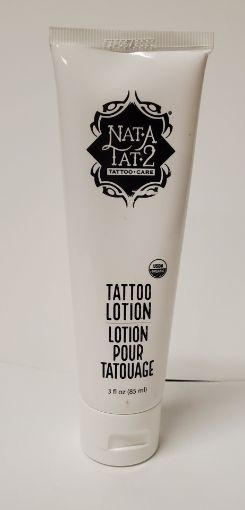 NAT·A
TAT·2
®
TATTOO·CARE
USDA
ORGANIC
TATTOO
LOTION
LOTION
POUR
TATOUAGE
3 fl oz (85 ml)